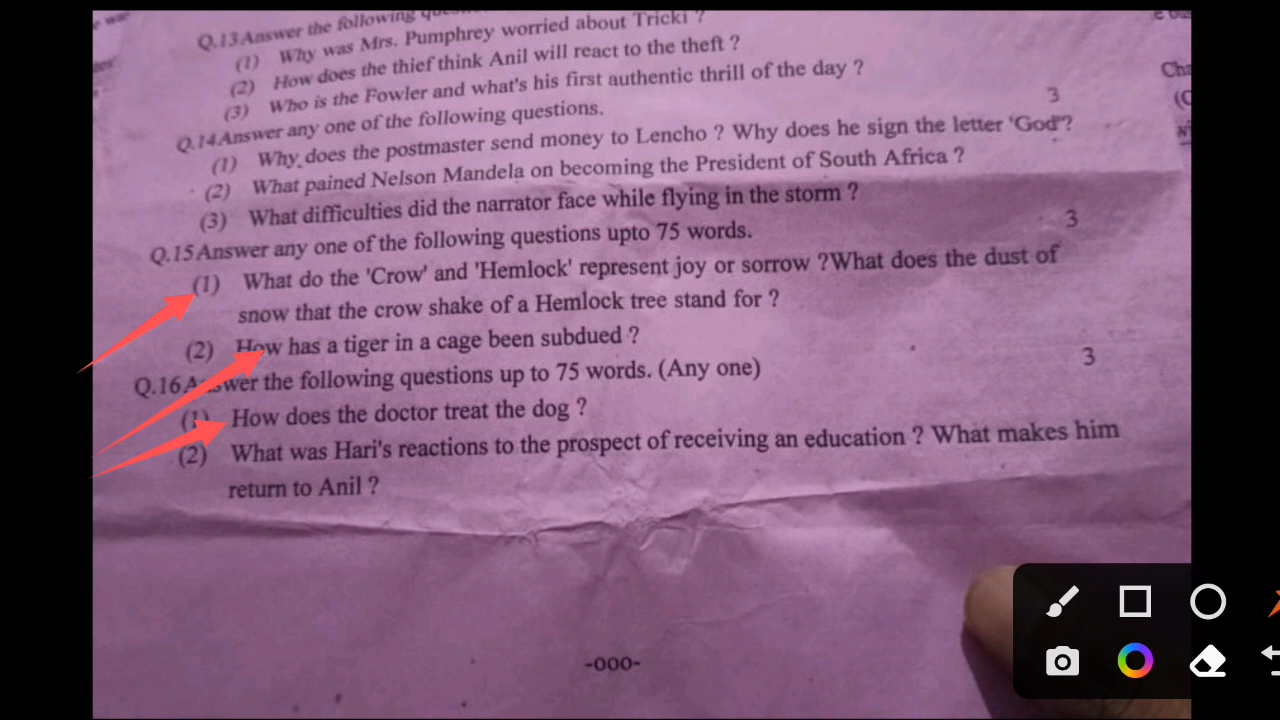 Q.13 Answer the following
(1) Why was Mrs. Pumphrey worried about Tricki ?
(2) How does the thief think Anil will react to the theft ?
(3) Who is the Fowler and what's his first authentic thrill of the day ?
Q.14 Answer any one of the following questions. 3
(1) Why does the postmaster send money to Lencho ? Why does he sign the letter 'God'?
(2) What pained Nelson Mandela on becoming the President of South Africa ?
(3) What difficulties did the narrator face while flying in the storm ?
Q.15 Answer any one of the following questions upto 75 words. 3
(1) What do the 'Crow' and 'Hemlock' represent joy or sorrow ?What does the dust of
snow that the crow shake of a Hemlock tree stand for ?
(2) How has a tiger in a cage been subdued ?
Q.16 Answer the following questions up to 75 words. (Any one) 3
(1) How does the doctor treat the dog ?
(2) What was Hari's reactions to the prospect of receiving an education ? What makes him
return to Anil ?
-000-